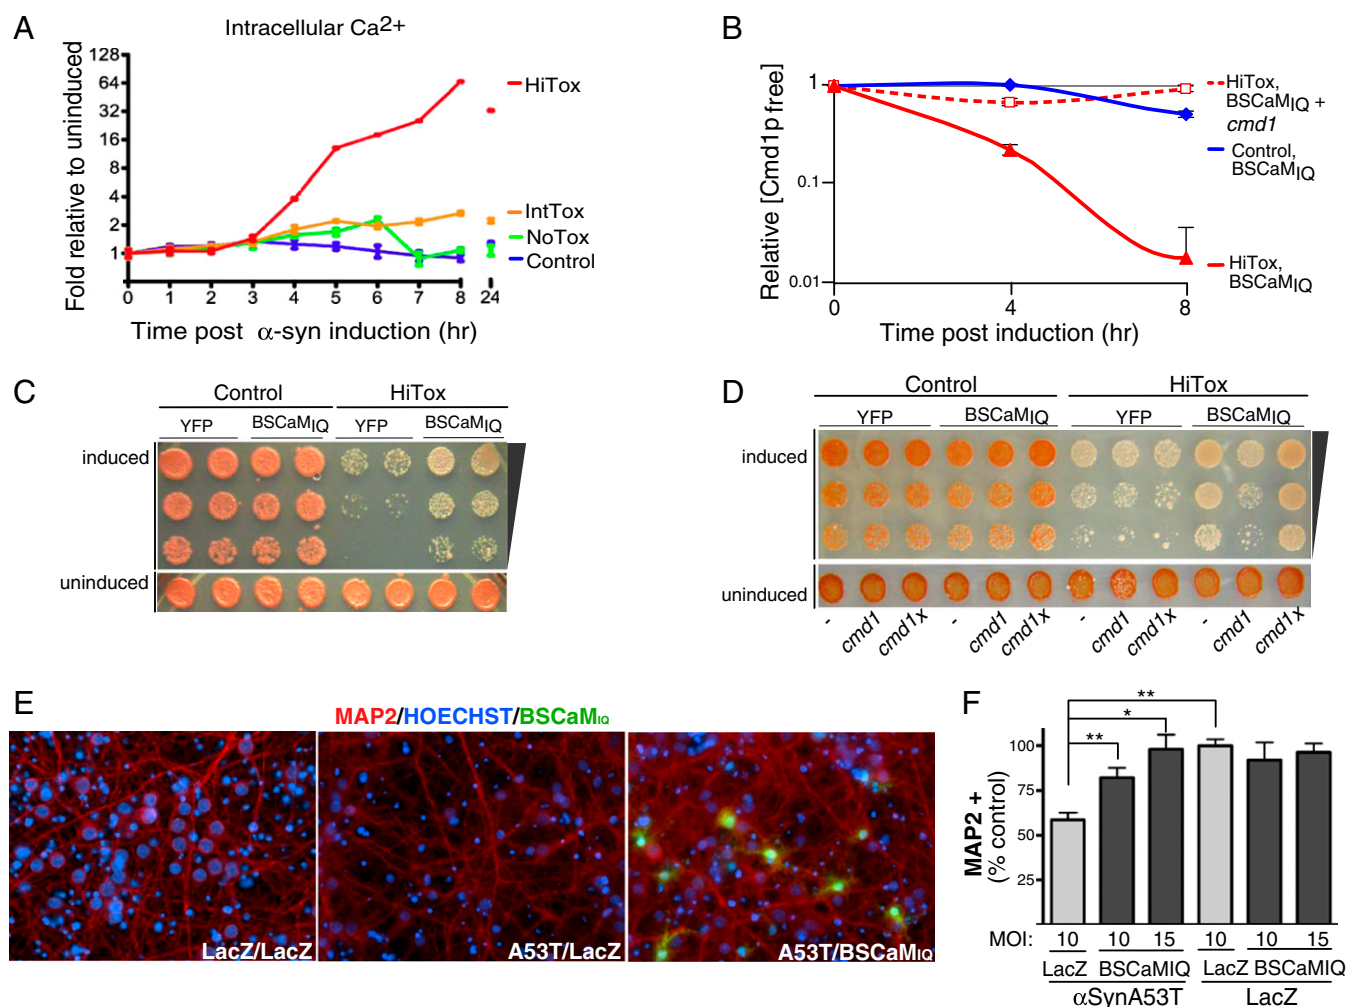 A
Intracellular Ca2+
Fold relative to uninduced
128
64
32
16
8
4
2
1
0 1 2 3 4 5 6 7 8 24
Time post α-syn induction (hr)
HiTox
IntTox
NoTox
Control
B
Relative [Cmd1pfree]
1
0.1
0.01
0 4 8
Time post induction (hr)
HiTox,
BSCaMIQ +
cmd1
Control,
BSCaMIQ
HiTox,
BSCaMIQ
C
Control HiTox
YFP BSCaMIQ YFP BSCaMIQ
induced
uninduced
D
Control HiTox
YFP BSCaMIQ YFP BSCaMIQ
induced
uninduced
- cmd1 cmd1x - cmd1 cmd1x - cmd1 cmd1x - cmd1 cmd1x
E
MAP2/HOECHST/BSCaMIQ
LacZ/LacZ
A53T/LacZ
A53T/BSCaMIQ
F
MAP2 +
(% control)
100
75
50
25
**
*
**
MOI: 10 10 15 10 10 15
LacZ BSCaMIQ LacZ BSCaMIQ
αSynA53T LacZ